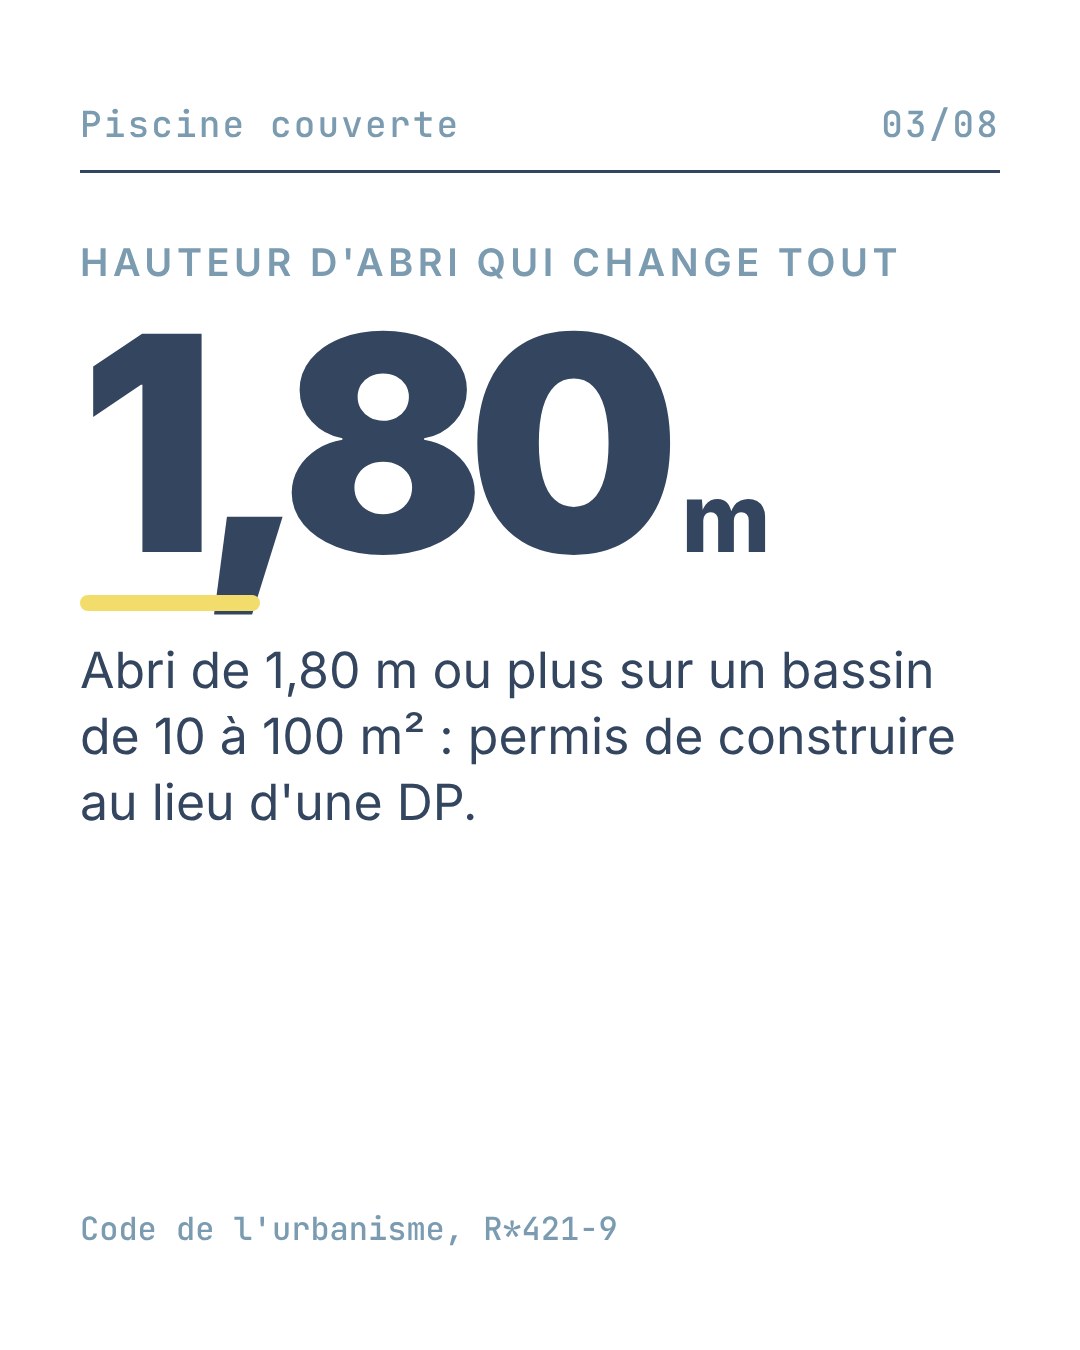 Piscine couverte 03/08
HAUTEUR D'ABRI QUI CHANGE TOUT
1,80 m
Abri de 1,80 m ou plus sur un bassin
de 10 à 100 m² : permis de construire
au lieu d'une DP.
Code de l'urbanisme, R*421-9